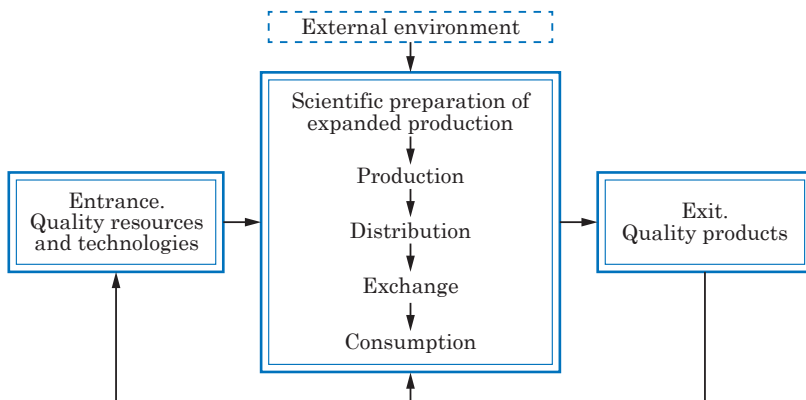 External environment
Scientific preparation of
expanded production
Production
Distribution
Exchange
Consumption
Entrance.
Quality resources
and technologies
Exit.
Quality products